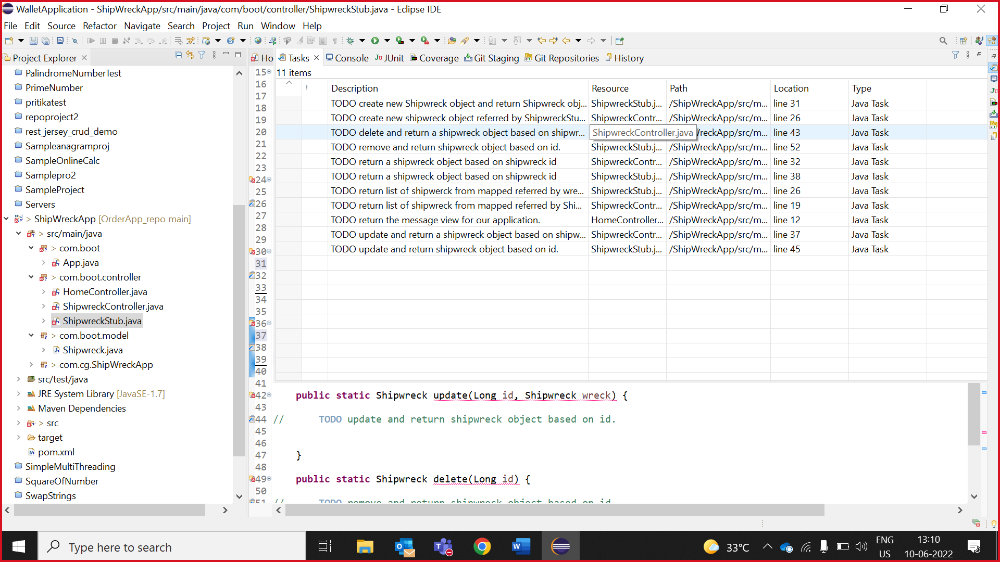 WalletApplication - ShipWreckApp/src/main/java/com/boot/controller/ShipwreckStub.java - Eclipse IDE
File Edit Source Refactor Navigate Search Project Run Window Help
Project Explorer
PalindromeNumberTest
PrimeNumber
pritikatest
repoproject2
rest_jersey_crud_demo
Sampleanagramproj
SampleOnlineCalc
Samplepro2
SampleProject
Servers
> ShipWreckApp [OrderApp_repo main]
> src/main/java
> com.boot
App.java
> com.boot.controller
HomeController.java
ShipwreckController.java
ShipwreckStub.java
> com.boot.model
Shipwreck.java
> com.cg.ShipWreckApp
src/test/java
JRE System Library [JavaSE-1.7]
Maven Dependencies
> src
target
pom.xml
SimpleMultiThreading
SquareOfNumber
SwapStrings
Ho Tasks Console JUnit Coverage Git Staging Git Repositories History
11 items
! Description Resource Path Location Type
TODO create new Shipwreck object and return Shipwreck obj... ShipwreckStub.j... /ShipWreckApp/src/m... line 31 Java Task
TODO create new shipwreck object referred by ShipwreckStu... ShipwreckContr... /ShipWreckApp/src/m... line 26 Java Task
TODO delete and return a shipwreck object based on shipwr... ShipwreckController.java /WreckApp/src/m... line 43 Java Task
TODO remove and return shipwreck object based on id. ShipwreckStub.j... /ShipWreckApp/src/m... line 52 Java Task
TODO return a shipwreck object based on shipwreck id ShipwreckContr... /ShipWreckApp/src/m... line 32 Java Task
TODO return a shipwreck object based on shipwreck id ShipwreckStub.j... /ShipWreckApp/src/m... line 38 Java Task
TODO return list of shipwerck from mapped referred by wre... ShipwreckStub.j... /ShipWreckApp/src/m... line 26 Java Task
TODO return list of shipwreck from mapped referred by Shi... ShipwreckContr... /ShipWreckApp/src/m... line 19 Java Task
TODO return the message view for our application. HomeController... /ShipWreckApp/src/m... line 12 Java Task
TODO update and return a shipwreck object based on shipw... ShipwreckContr... /ShipWreckApp/src/m... line 37 Java Task
TODO update and return shipwreck object based on id. ShipwreckStub.j... /ShipWreckApp/src/m... line 45 Java Task
15
16
17
18
19
20
21
22
23
24
25
26
27
28
29
30
31
32
33
34
35
36
37
38
39
40
41
42 public static Shipwreck update(Long id, Shipwreck wreck) {
43
44 // TODO update and return shipwreck object based on id.
45
46
47 }
48
49 public static Shipwreck delete(Long id) {
50
51 // TODO remove and return shipwreck object based on id
Type here to search
33°C
ENG
US
13:10
10-06-2022